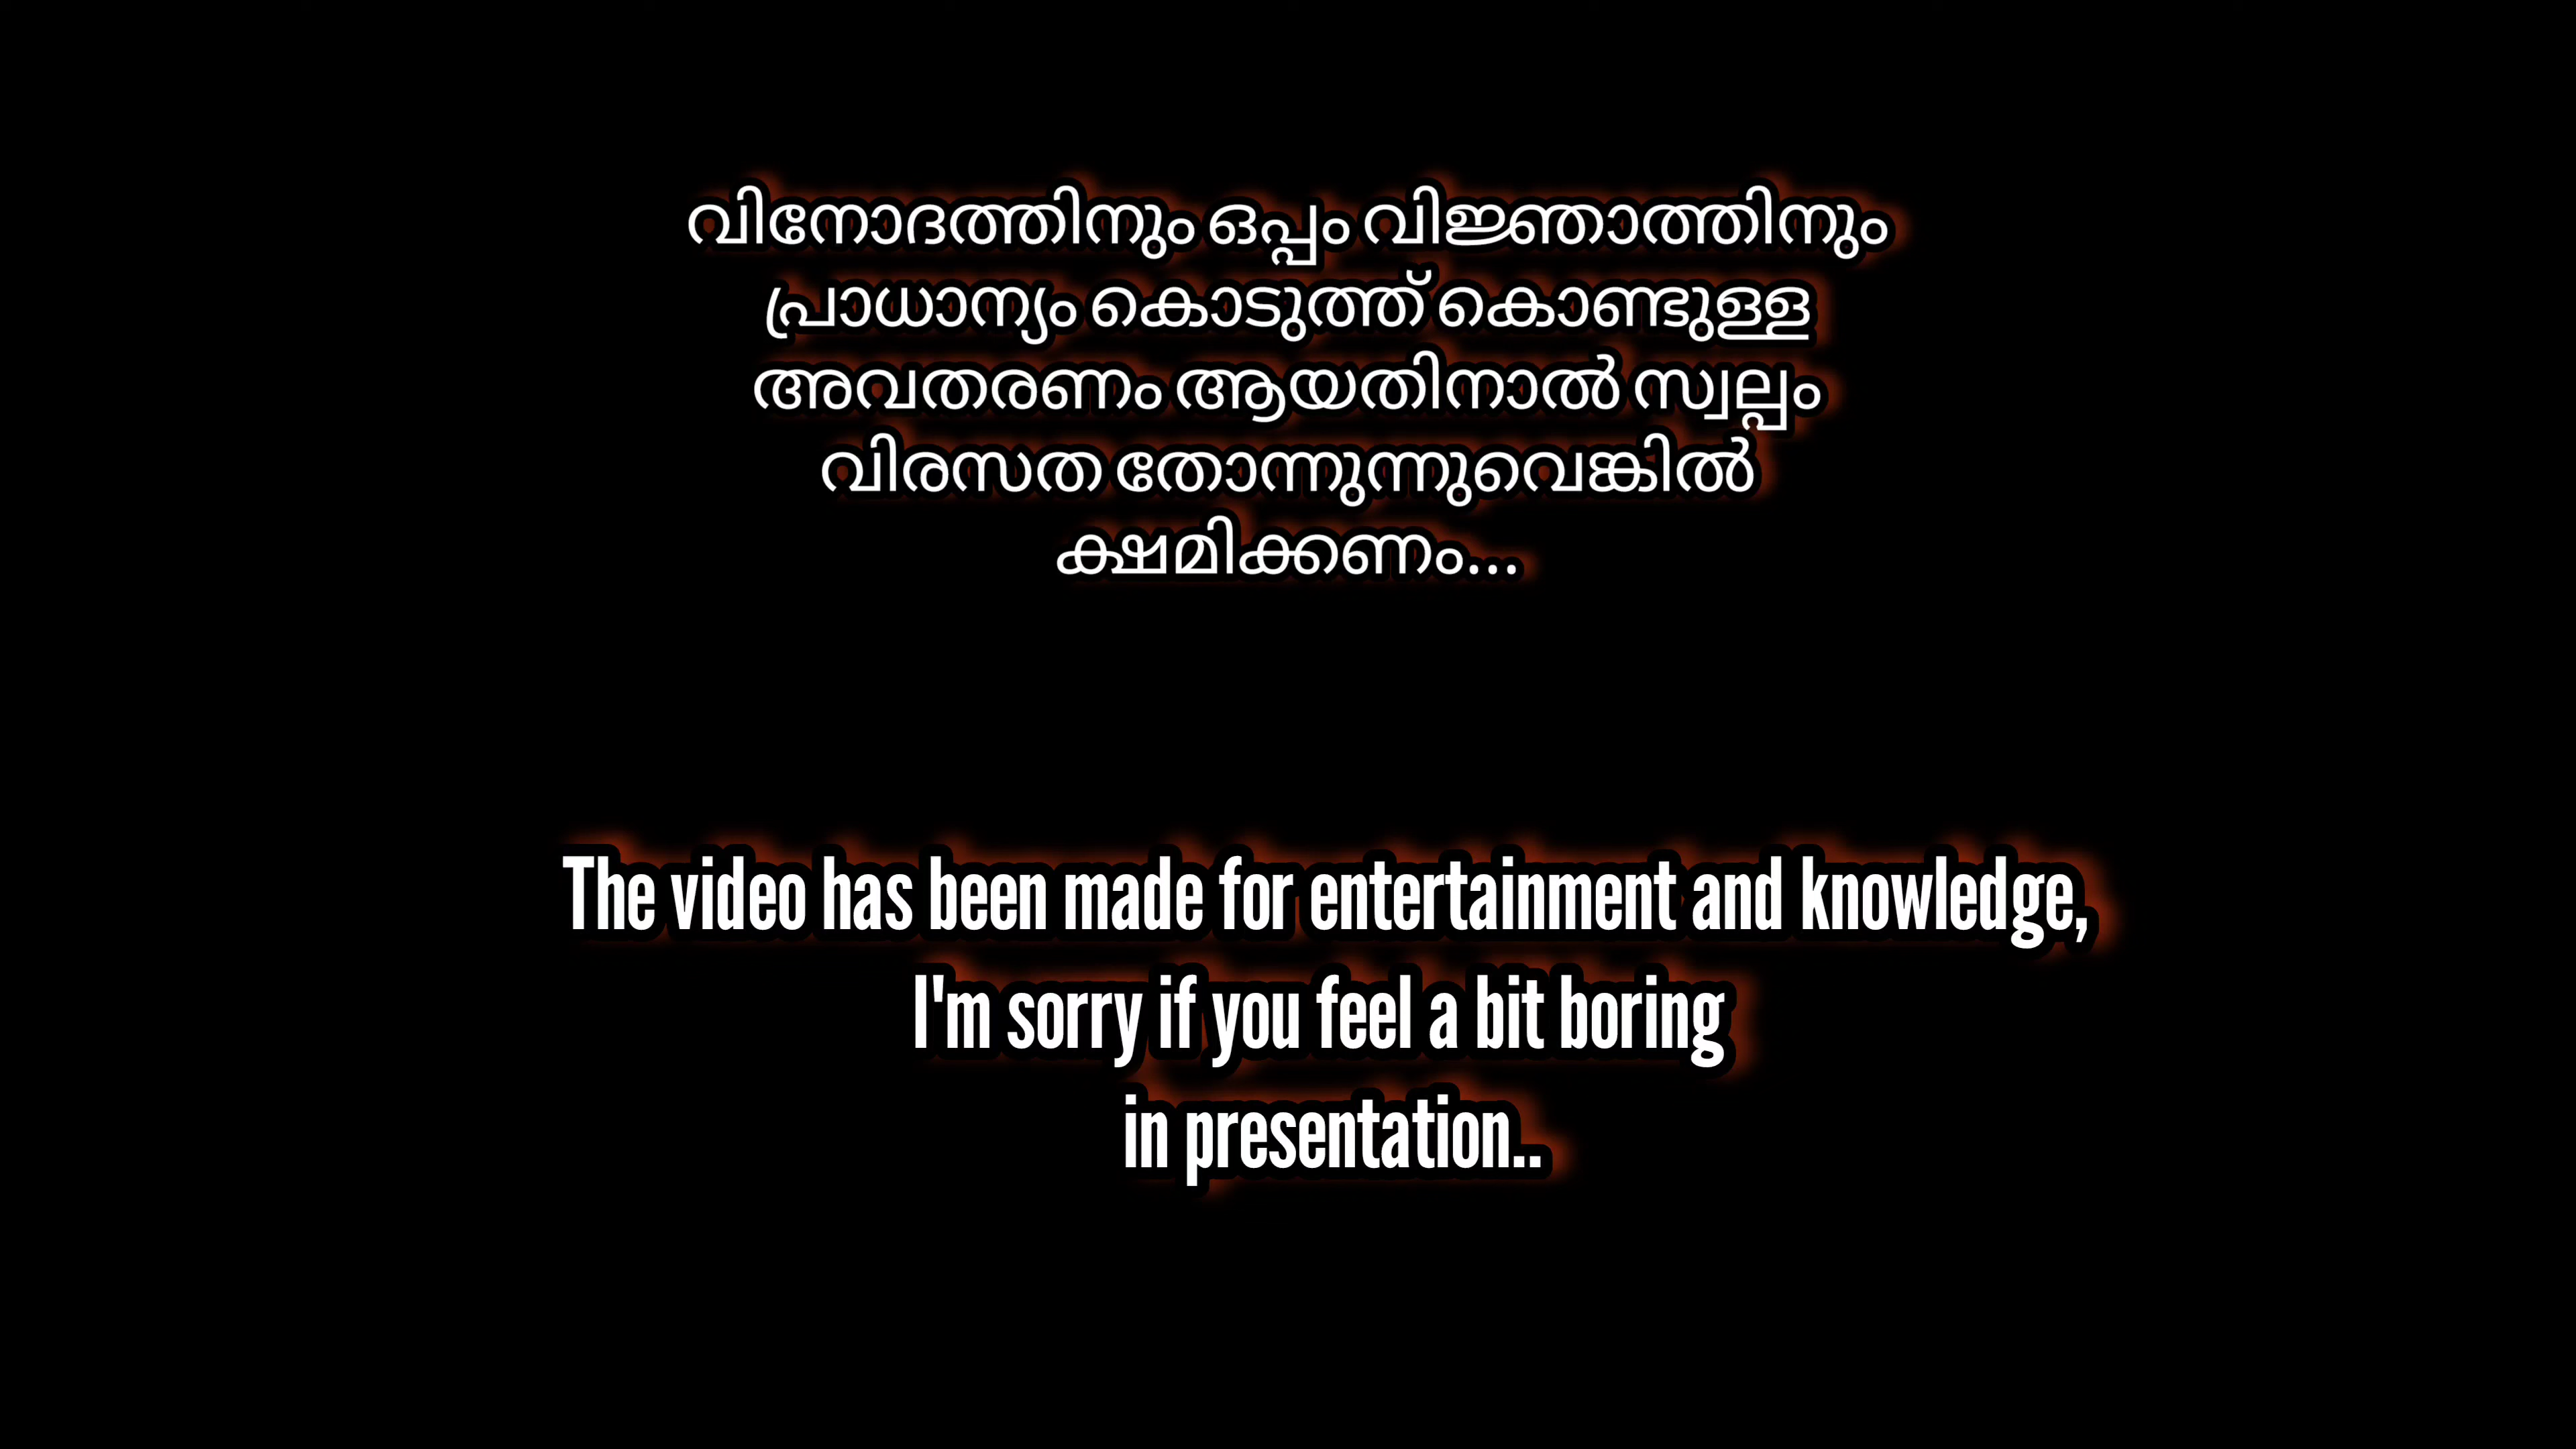 വിനോദത്തിനും ഒപ്പം വിജ്ഞാത്തിനും
പ്രാധാന്യം കൊടുത്ത് കൊണ്ടുള്ള
അവതരണം ആയതിനാൽ സ്വല്പം
വിരസത തോന്നുന്നുവെങ്കിൽ
ക്ഷമിക്കണം...
The video has been made for entertainment and knowledge,
I'm sorry if you feel a bit boring
in presentation..